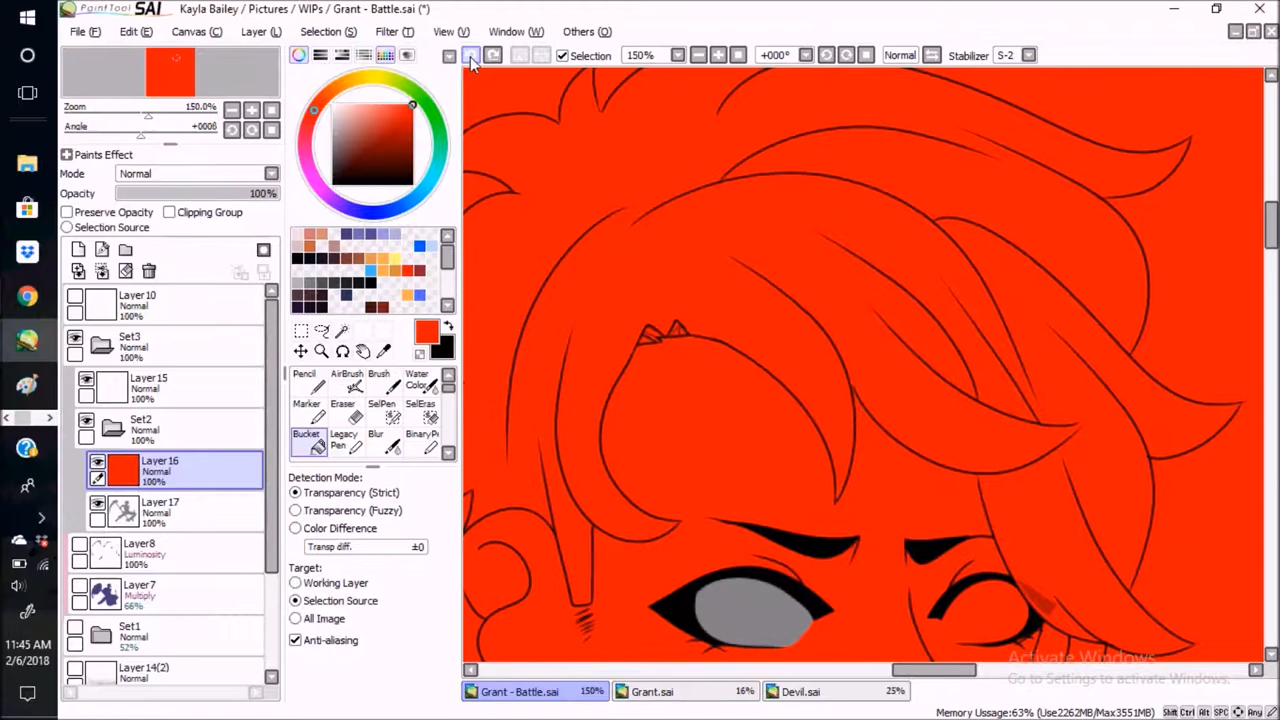 PaintTool SAI Kayla Bailey / Pictures / WIPs / Grant - Battle.sai (*)
File (F) Edit (E) Canvas (C) Layer (L) Selection (S) Filter (T) View (V) Window (W) Others (O)
Selection 150% +000° Normal Stabilizer S-2
Zoom 150.0%
Angle +000δ
Paints Effect
Mode Normal
Opacity 100%
Preserve Opacity Clipping Group
Selection Source
Layer10
Normal
100%
Set3
Normal
100%
Layer15
Normal
100%
Set2
Normal
100%
Layer16
Normal
100%
Layer17
Normal
100%
Layer8
Luminosity
100%
Layer7
Multiply
66%
Set1
Normal
52%
Layer14(2)
Normal
Pencil AirBrush Brush Water
Color
Marker Eraser SelPen SelEras
Bucket Legacy
Pen Blur BinaryPe
Detection Mode:
Transparency (Strict)
Transparency (Fuzzy)
Color Difference
Transp diff. ±0
Target:
Working Layer
Selection Source
All Image
Anti-aliasing
11:45 AM
2/6/2018
Activate Windows
Go to Settings to activate Windows.
Grant - Battle.sai 150% Grant.sai 16% Devil.sai 25%
Memory Ussage:63% (Use2262MB/Max3551MB) Shift Ctrl Alt SPC Any